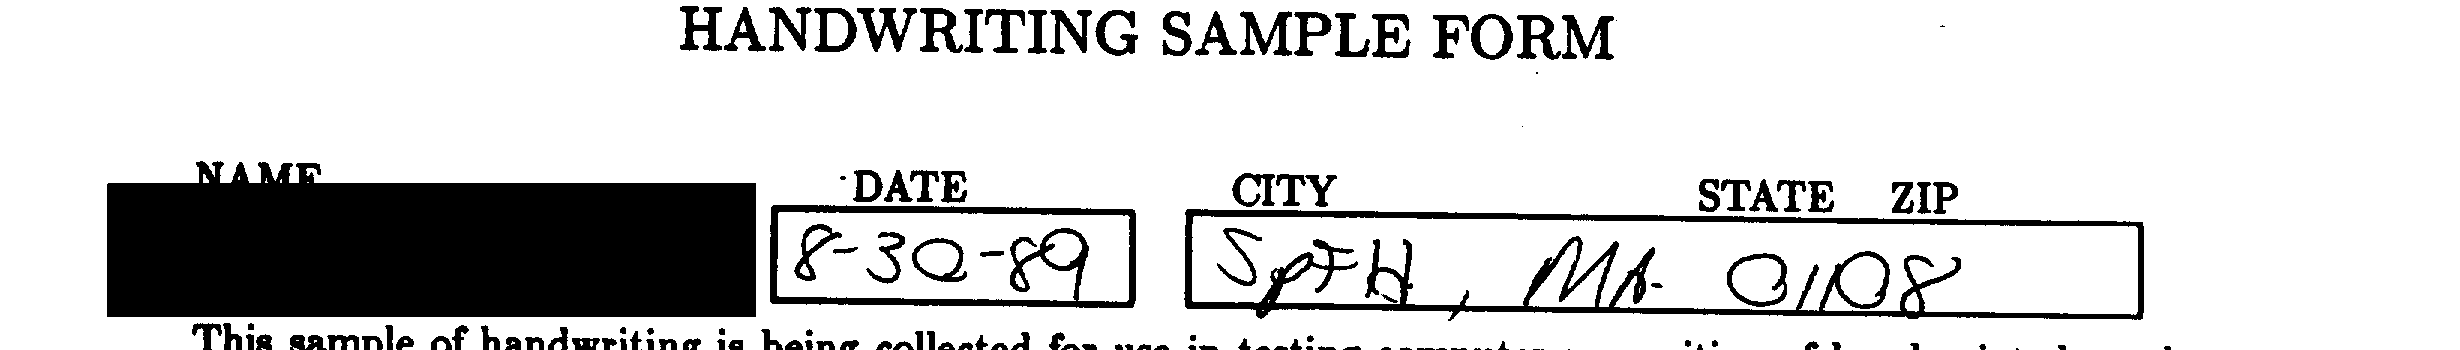 HANDWRITING SAMPLE FORM
NAME DATE CITY STATE ZIP
8-30-89 SpFH, MA. 01108
This sample of handwriting is being collected for use in testing computer